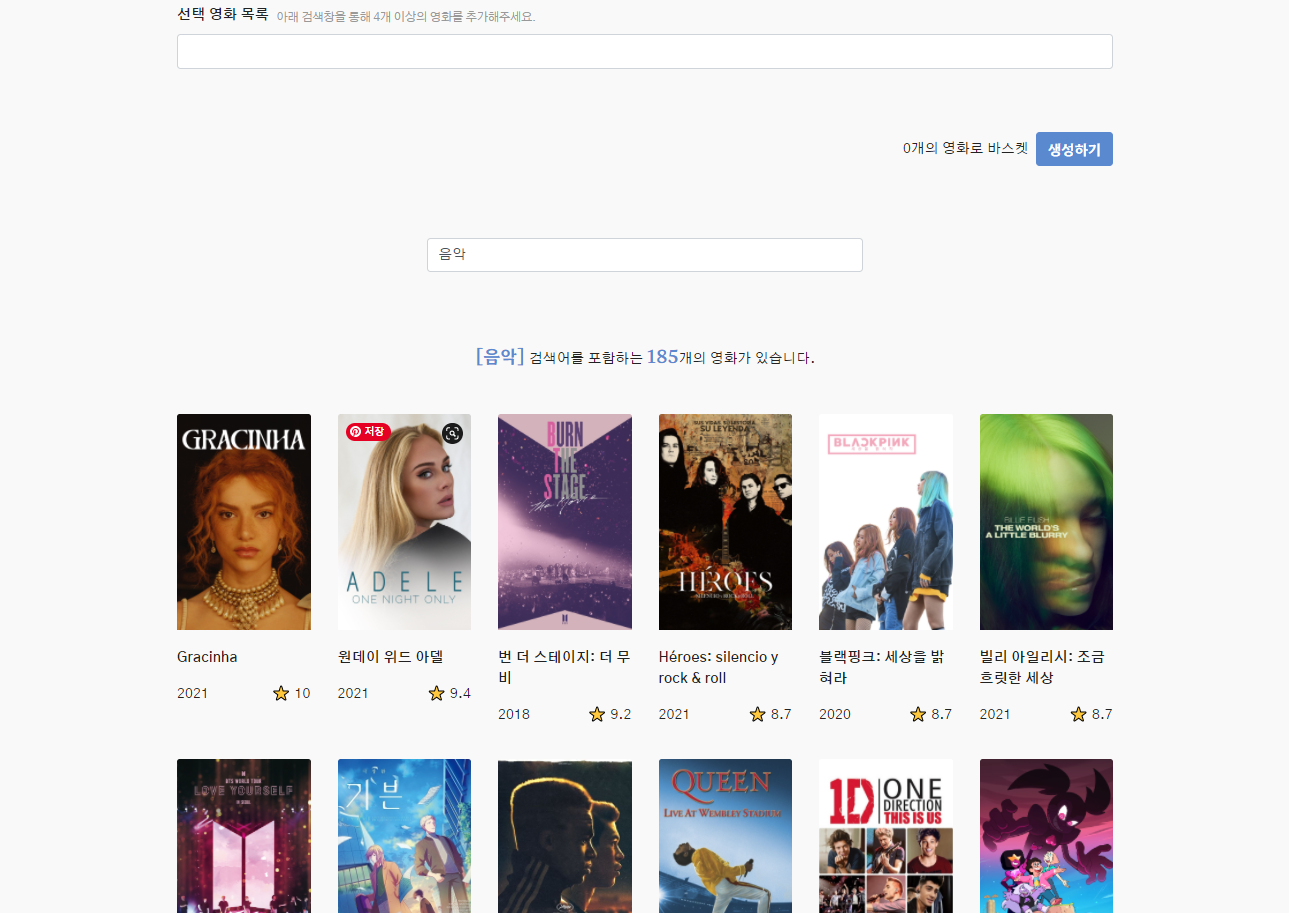 선택 영화 목록 아래 검색창을 통해 4개 이상의 영화를 추가해주세요.
0개의 영화로 바스켓 생성하기
음악
[음악] 검색어를 포함하는 185개의 영화가 있습니다.
GRACINHA
저장
ADELE
ONE NIGHT ONLY
BURN
THE
STAGE
the Movie
SU LEYENDA
HÉROES
BLACKPINK
BILLIE EILISH
THE WORLD'S
A LITTLE BLURRY
Gracinha
원데이 위드 아델
번 더 스테이지: 더 무
비
Héroes: silencio y
rock & roll
블랙핑크: 세상을 밝
혀라
빌리 아일리시: 조금
흐릿한 세상
2021 10
2021 9.4
2018 9.2
2021 8.7
2020 8.7
2021 8.7
BTS WORLD TOUR
LOVE YOURSELF
IN SEOUL
기븐
QUEEN
LIVE AT WEMBLEY STADIUM
1D ONE
DIRECTION
THIS IS US